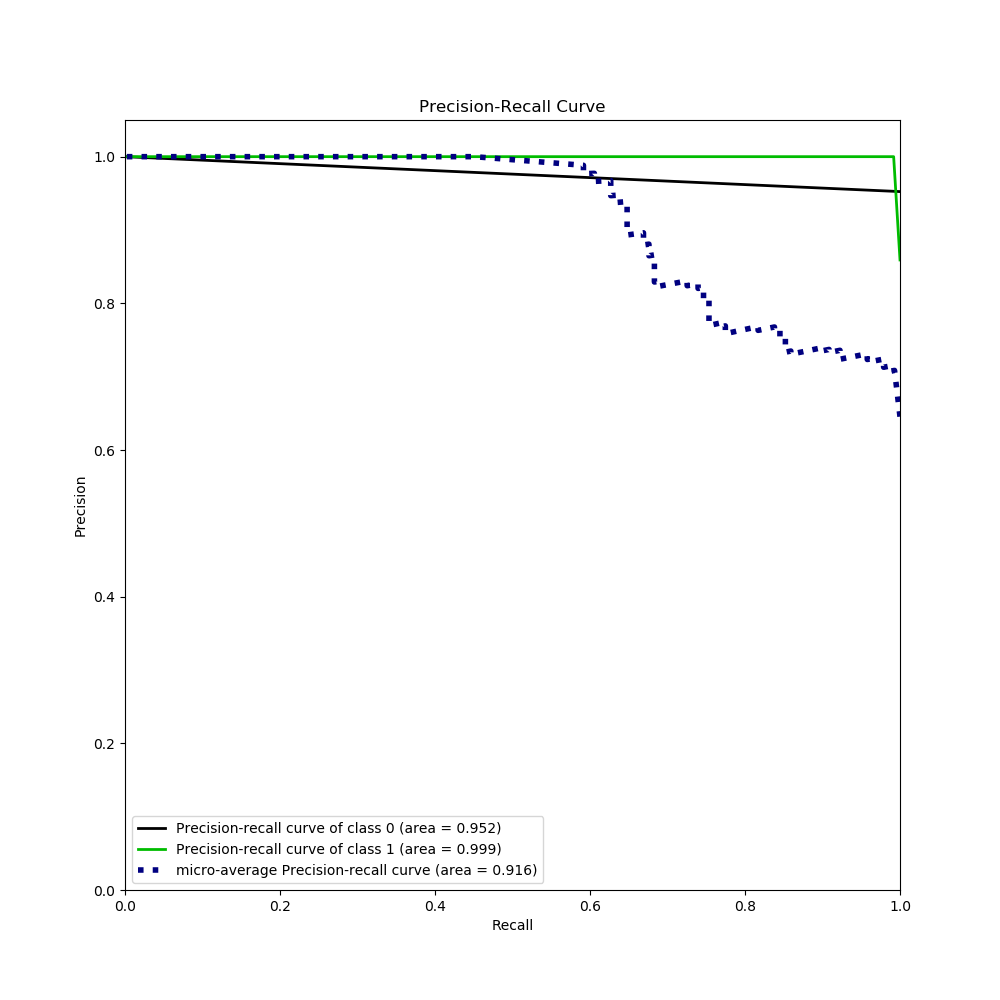 Precision-Recall Curve
1.0
0.8
0.6
0.4
0.2
0.0
Precision
Precision-recall curve of class 0 (area = 0.952)
Precision-recall curve of class 1 (area = 0.999)
micro-average Precision-recall curve (area = 0.916)
0.0 0.2 0.4 0.6 0.8 1.0
Recall